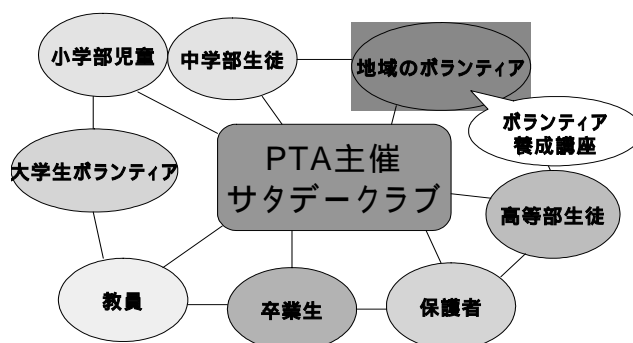 小学部児童
中学部生徒
地域のボランティア
ボランティア
養成講座
大学生ボランティア
PTA主催
サタデークラブ
高等部生徒
教員
卒業生
保護者